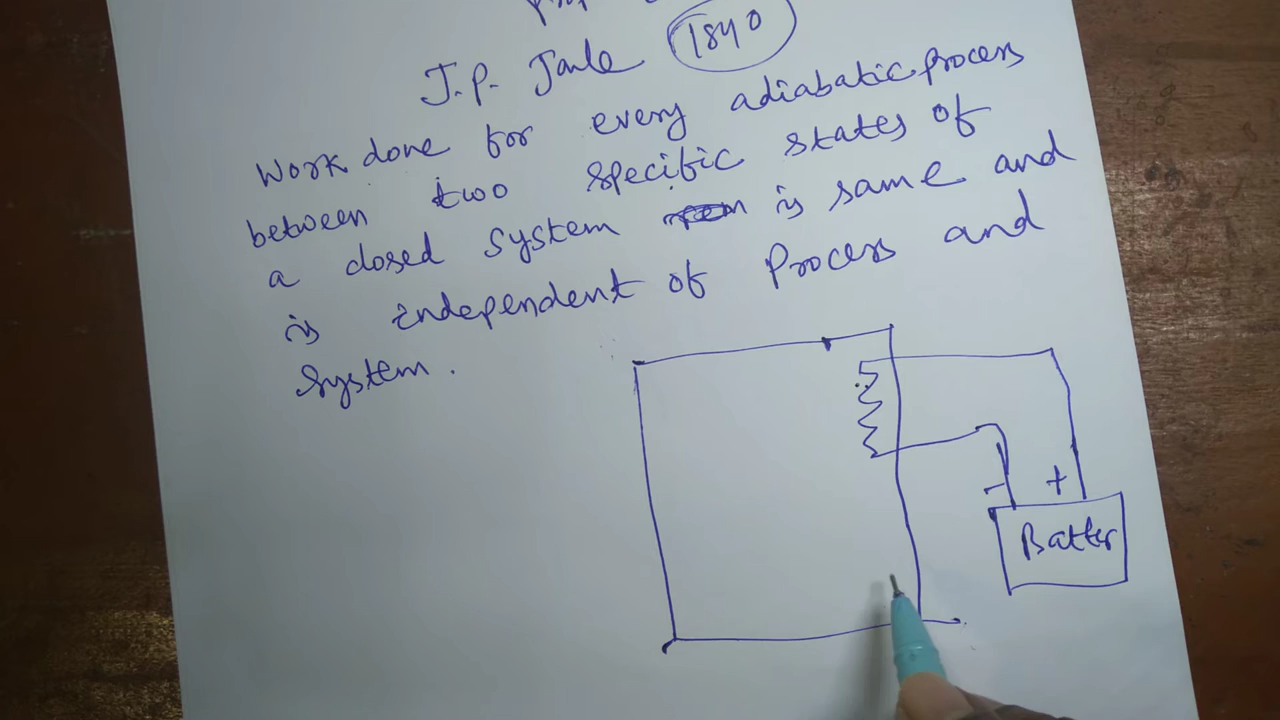 J.P. Joule 1840
Work done for every adiabatic process
between two specific states of
a closed system is same and
is independent of Process and
System.
+
-
Batter